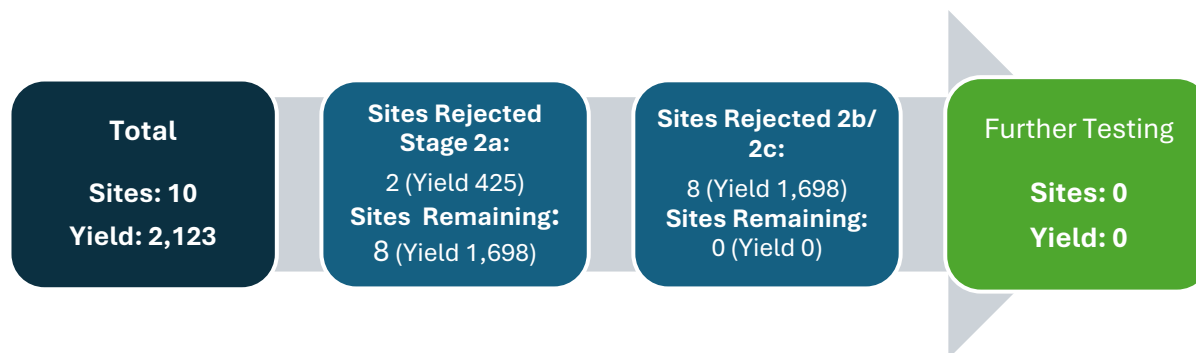 Total
Sites: 10
Yield: 2,123
Sites Rejected
Stage 2a:
2 (Yield 425)
Sites Remaining:
8 (Yield 1,698)
Sites Rejected 2b/
2c:
8 (Yield 1,698)
Sites Remaining:
0 (Yield 0)
Further Testing
Sites: 0
Yield: 0